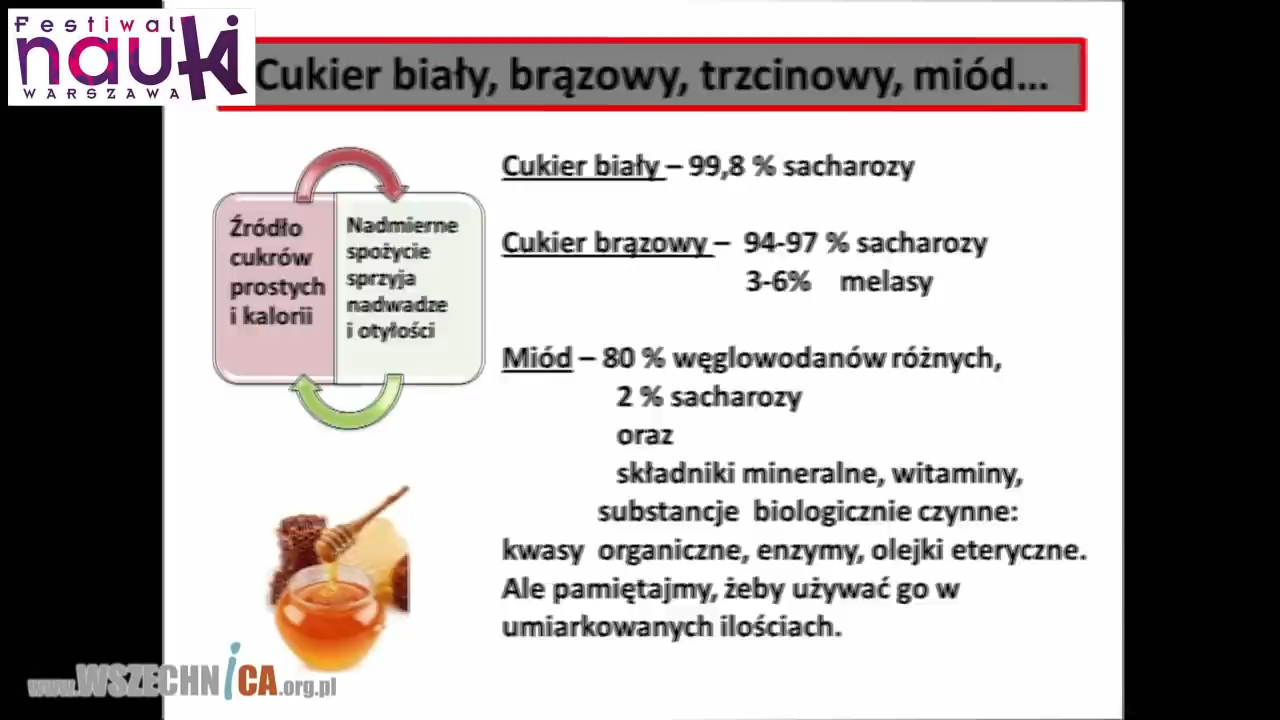 Festiwal
nauki
WARSZAWA
Cukier biały, brązowy, trzcinowy, miód...
Źródło
cukrów
prostych
i kalorii
Nadmierne
spożycie
sprzyja
nadwadze
i otyłości
Cukier biały – 99,8 % sacharozy
Cukier brązowy – 94-97 % sacharozy
3-6% melasy
Miód – 80 % węglowodanów różnych,
2 % sacharozy
oraz
składniki mineralne, witaminy,
substancje biologicznie czynne:
kwasy organiczne, enzymy, olejki eteryczne.
Ale pamiętajmy, żeby używać go w
umiarkowanych ilościach.
www.WSZECHNiCA.org.pl